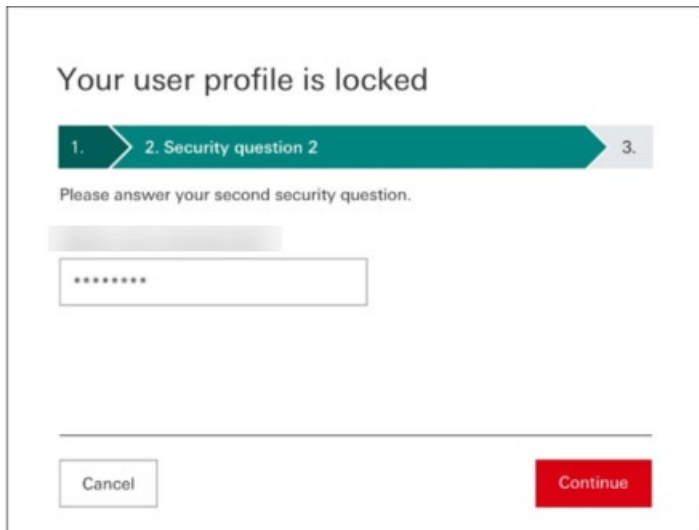 Your user profile is locked
1. 2. Security question 2 3.
Please answer your second security question.
********
Cancel Continue